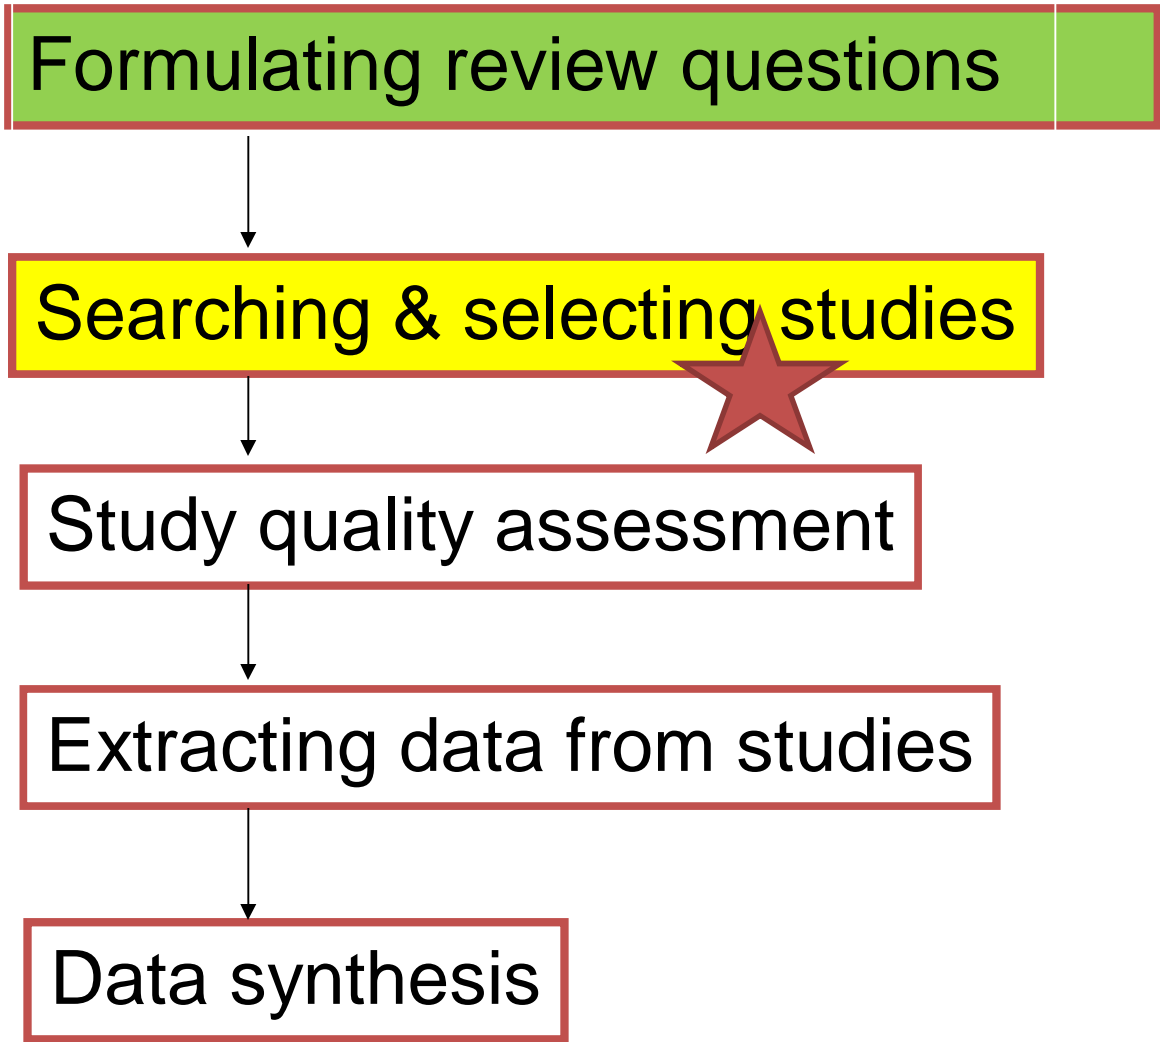 Formulating review questions
Searching & selecting studies
Study quality assessment
Extracting data from studies
Data synthesis